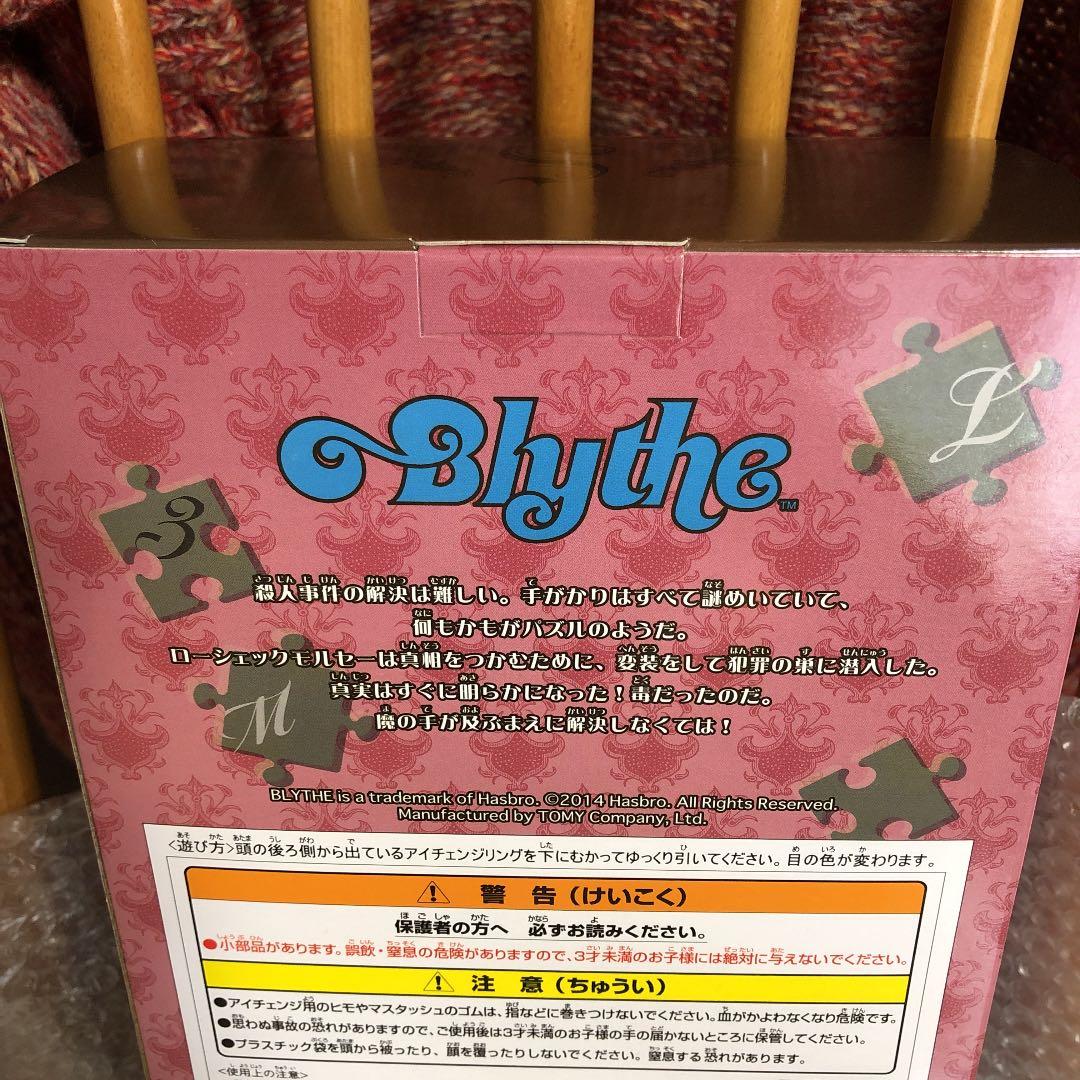 Blythe™
L
3
殺人事件の解決は難しい。手がかりはすべて謎めいていて、
何もかもがパズルのようだ。
ローシェックモルセーは真相をつかむために、変装をして犯罪の巣に潜入した。
真実はすぐに明らかになった！毒だったのだ。
魔の手が及ぶまえに解決しなくては！
M
BLYTHE is a trademark of Hasbro. ©2014 Hasbro. All Rights Reserved.
Manufactured by TOMY Company, Ltd.
<遊び方>頭の後ろ側から出ているアイチェンジリングを下にむかってゆっくり引いてください。目の色が変わります。
⚠ 警告（けいこく）
保護者の方へ 必ずお読みください。
●小部品があります。誤飲・窒息の危険がありますので、3才未満のお子様には絶対に与えないでください。
⚠ 注意（ちゅうい）
●アイチェンジ用のヒモやマスタッシュのゴムは、指などに巻きつけないでください。血がかよわなくなり危険です。
●思わぬ事故の恐れがありますので、ご使用後は3才未満のお子様の手の届かないところに保管してください。
●プラスチック袋を頭から被ったり、顔を覆ったりしないでください。窒息する恐れがあります。
<使用上の注意>